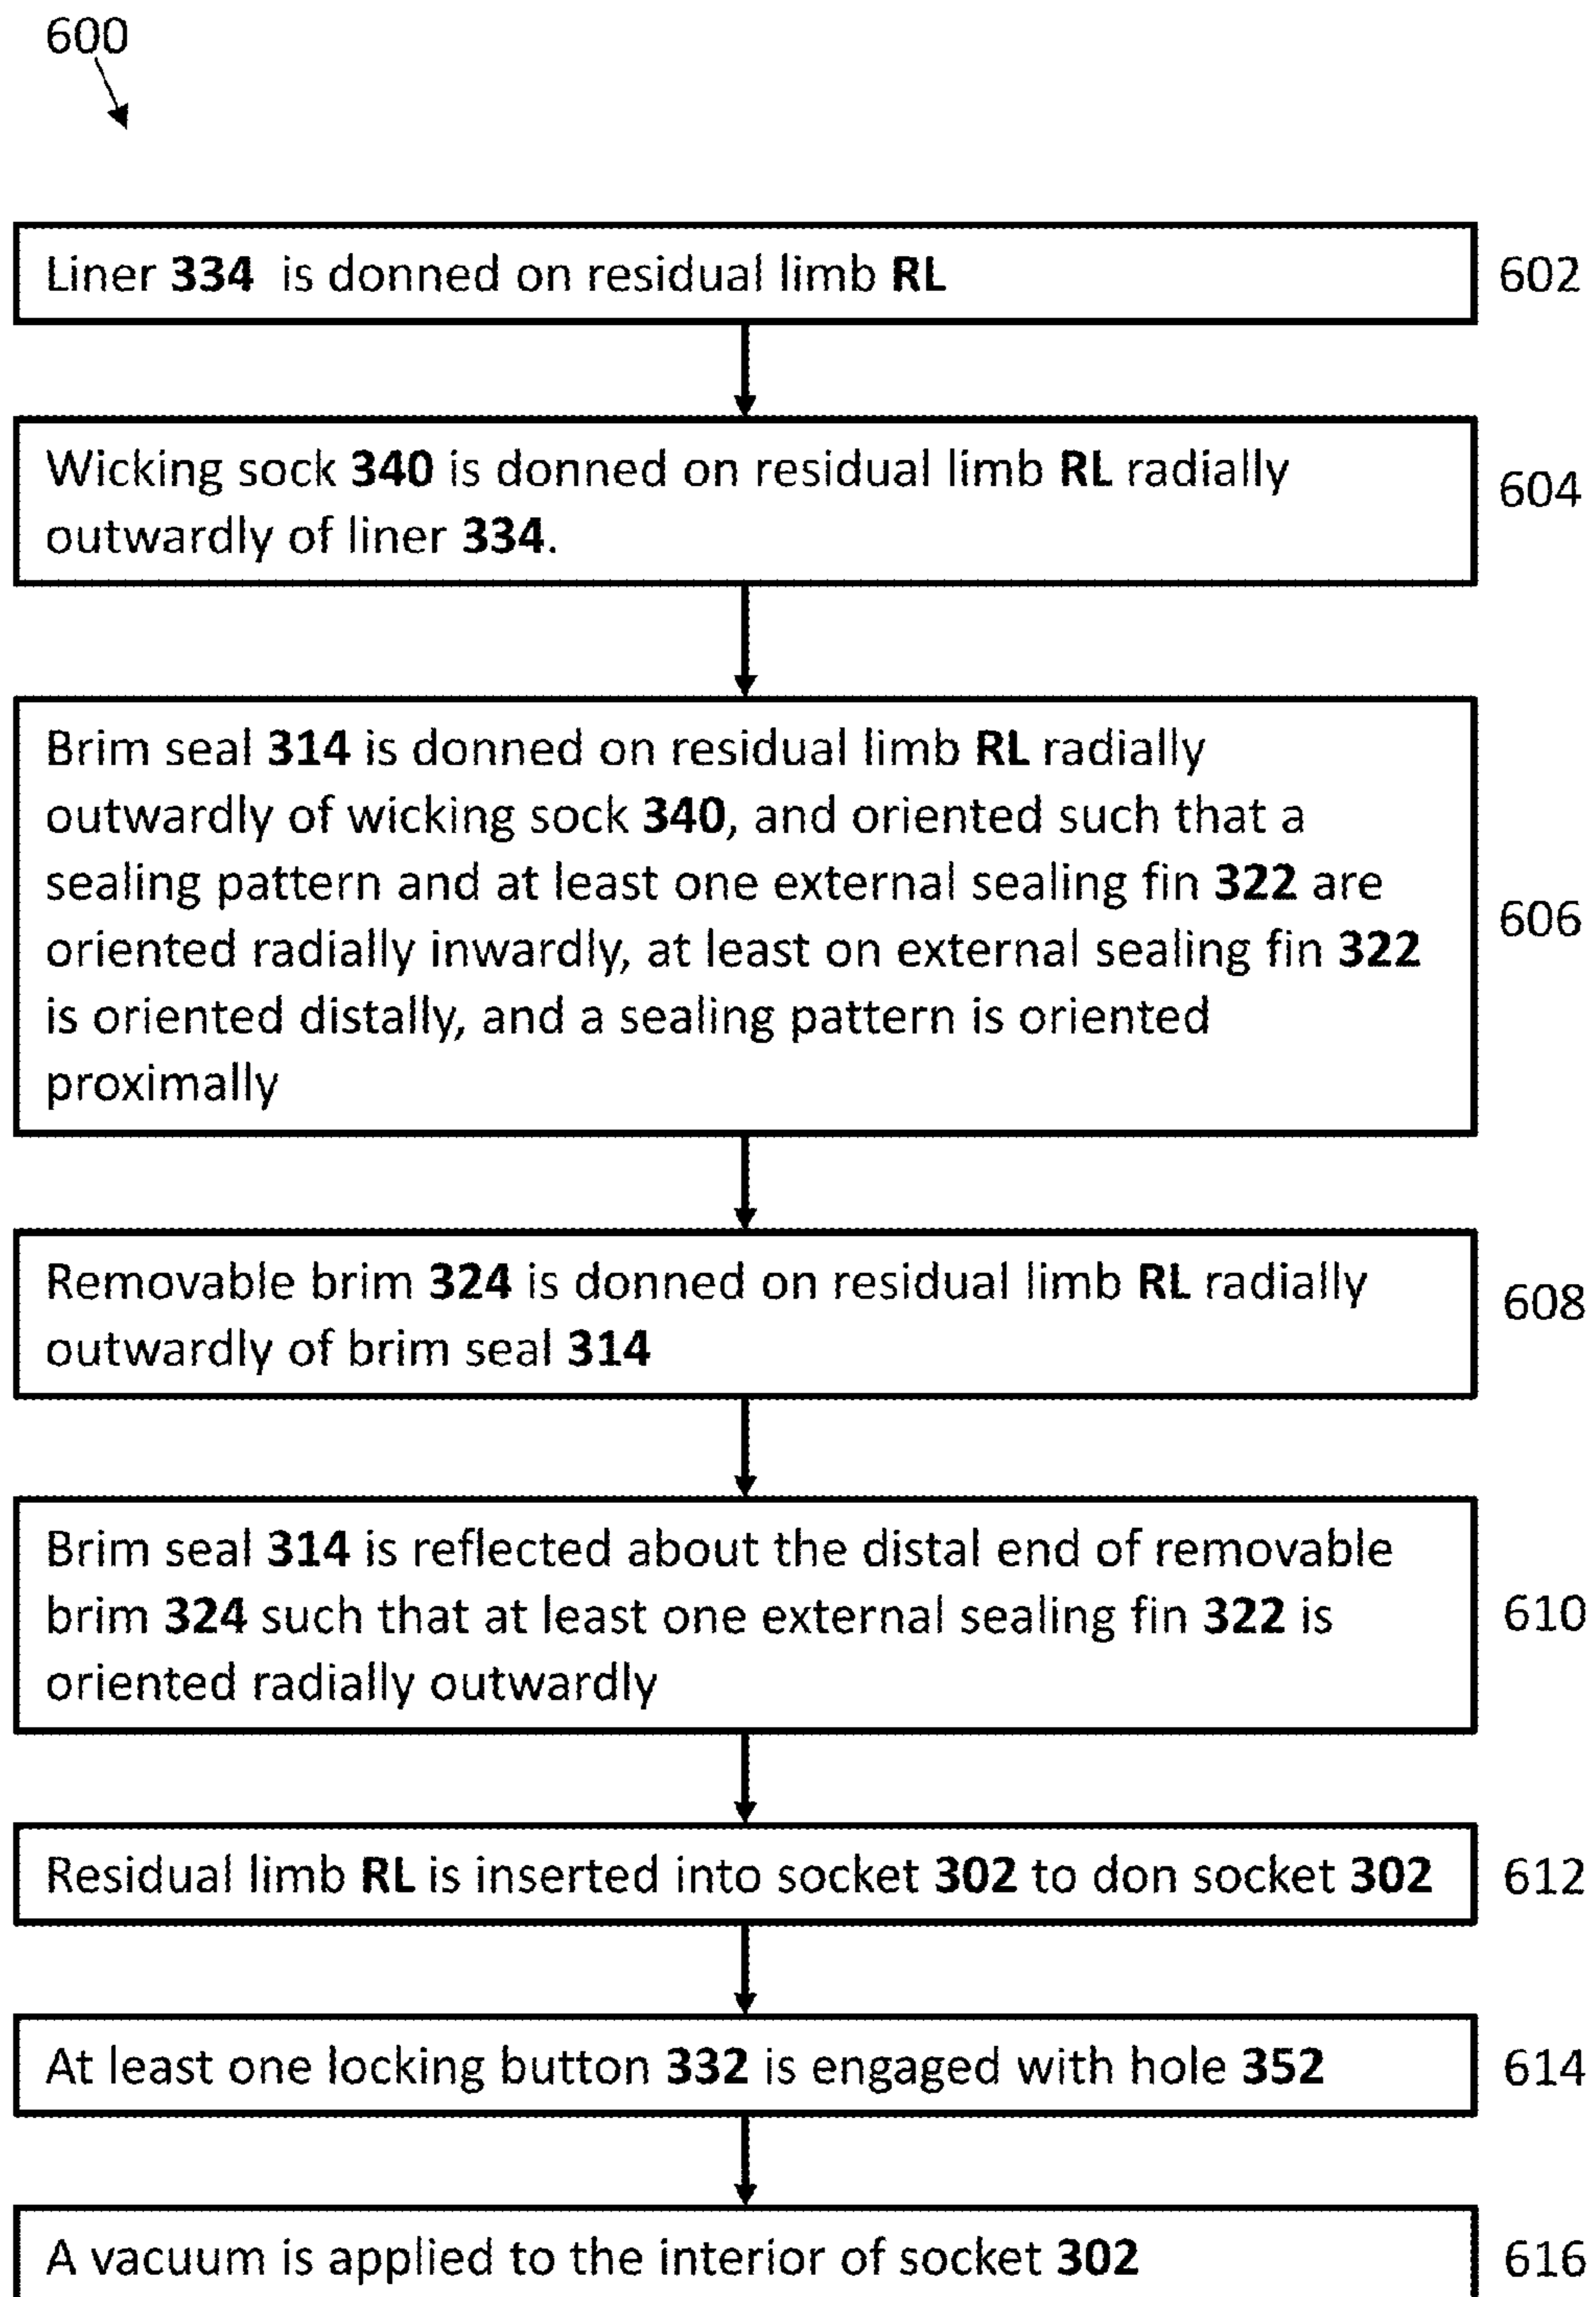 600
Liner 334 is donned on residual limb RL
602
Wicking sock 340 is donned on residual limb RL radially
outwardly of liner 334.
604
Brim seal 314 is donned on residual limb RL radially
outwardly of wicking sock 340, and oriented such that a
sealing pattern and at least one external sealing fin 322 are
oriented radially inwardly, at least on external sealing fin 322
is oriented distally, and a sealing pattern is oriented
proximally
606
Removable brim 324 is donned on residual limb RL radially
outwardly of brim seal 314
608
Brim seal 314 is reflected about the distal end of removable
brim 324 such that at least one external sealing fin 322 is
oriented radially outwardly
610
Residual limb RL is inserted into socket 302 to don socket 302
612
At least one locking button 332 is engaged with hole 352
614
A vacuum is applied to the interior of socket 302
616